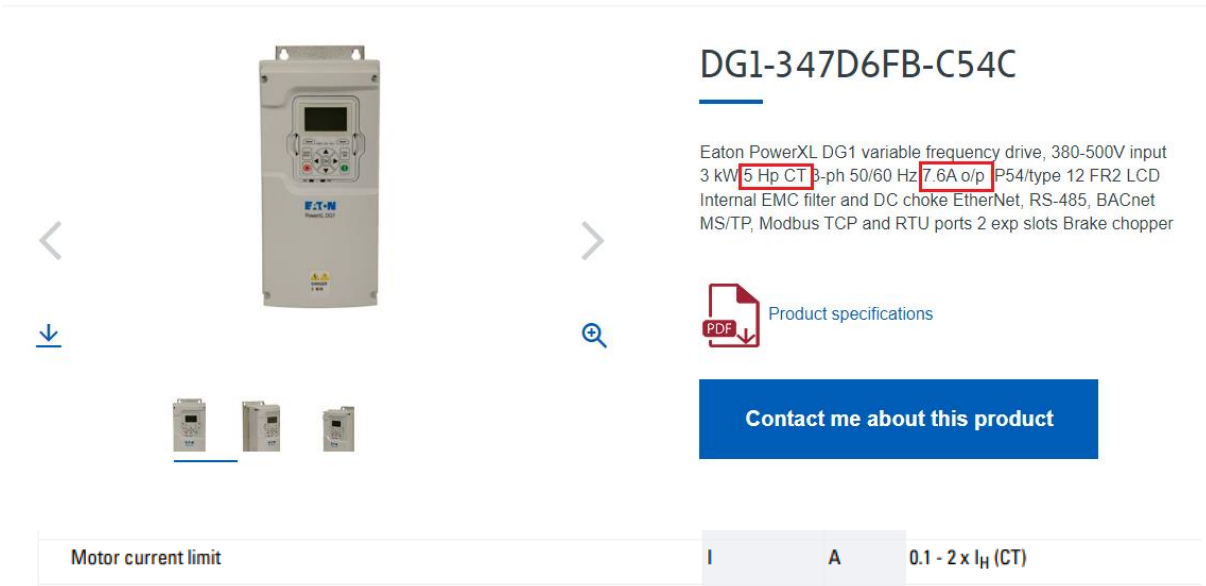 DG1-347D6FB-C54C
Eaton PowerXL DG1 variable frequency drive, 380-500V input
3 kW 5 Hp CT 3-ph 50/60 Hz 7.6A o/p IP54/type 12 FR2 LCD
Internal EMC filter and DC choke EtherNet, RS-485, BACnet
MS/TP, Modbus TCP and RTU ports 2 exp slots Brake chopper
EATON
PowerXL DG1
PDF
Product specifications
Contact me about this product
Motor current limit I A 0.1 - 2 x IH (CT)